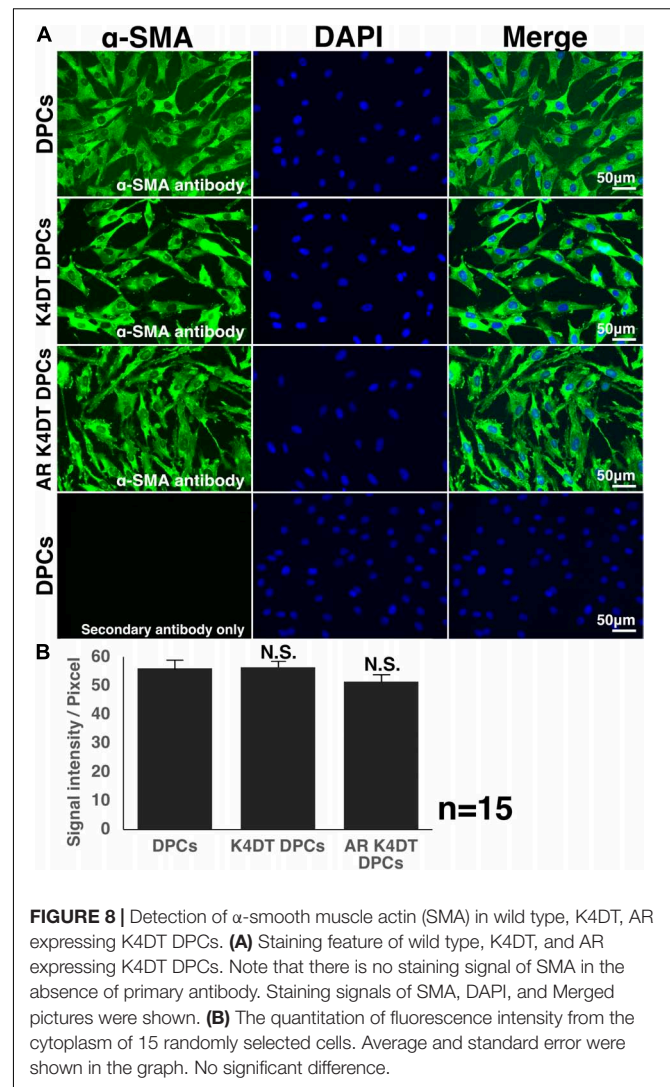 A
α-SMA DAPI Merge
DPCs
α-SMA antibody
50µm
K4DT DPCs
α-SMA antibody
50µm
AR K4DT DPCs
α-SMA antibody
50µm
DPCs
Secondary antibody only
50µm
B
Signal intensity / Pixcel
60
50
40
30
20
10
0
N.S.
N.S.
n=15
DPCs K4DT DPCs AR K4DT
DPCs
FIGURE 8 | Detection of α-smooth muscle actin (SMA) in wild type, K4DT, AR
expressing K4DT DPCs. (A) Staining feature of wild type, K4DT, and AR
expressing K4DT DPCs. Note that there is no staining signal of SMA in the
absence of primary antibody. Staining signals of SMA, DAPI, and Merged
pictures were shown. (B) The quantitation of fluorescence intensity from the
cytoplasm of 15 randomly selected cells. Average and standard error were
shown in the graph. No significant difference.